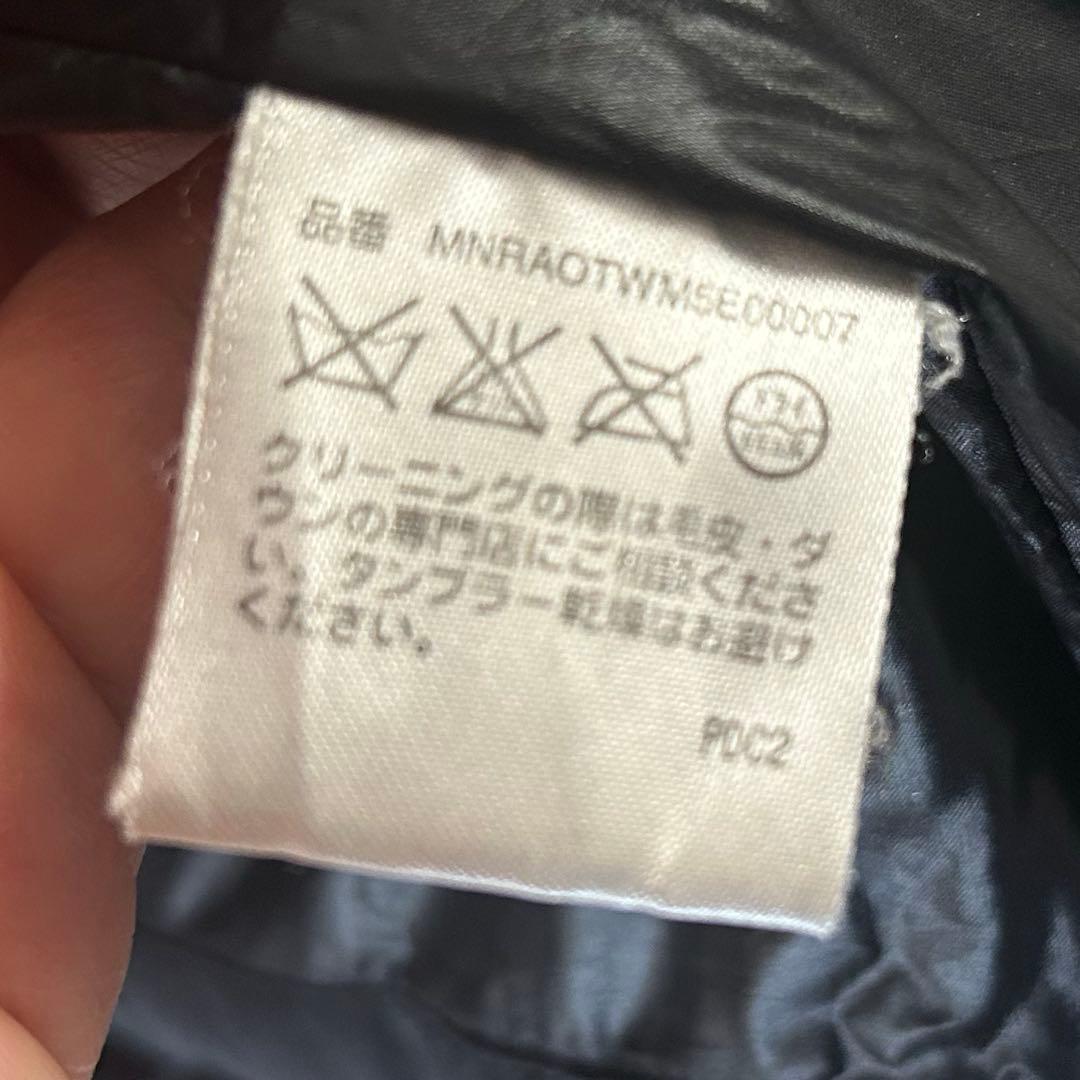 品番 MNRAOTWM5E00007
クリーニングの際は毛皮・ダ
ウンの専門店にご相談くださ
い。タンブラー乾燥はお避け
ください。
PDC2